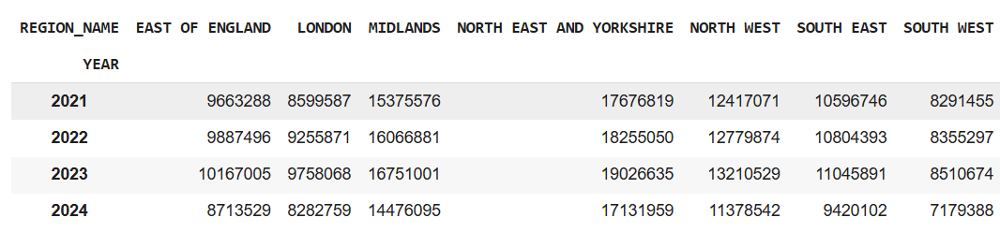 REGION_NAME EAST OF ENGLAND LONDON MIDLANDS NORTH EAST AND YORKSHIRE NORTH WEST SOUTH EAST SOUTH WEST
YEAR
2021 9663288 8599587 15375576 17676819 12417071 10596746 8291455
2022 9887496 9255871 16066881 18255050 12779874 10804393 8355297
2023 10167005 9758068 16751001 19026635 13210529 11045891 8510674
2024 8713529 8282759 14476095 17131959 11378542 9420102 7179388